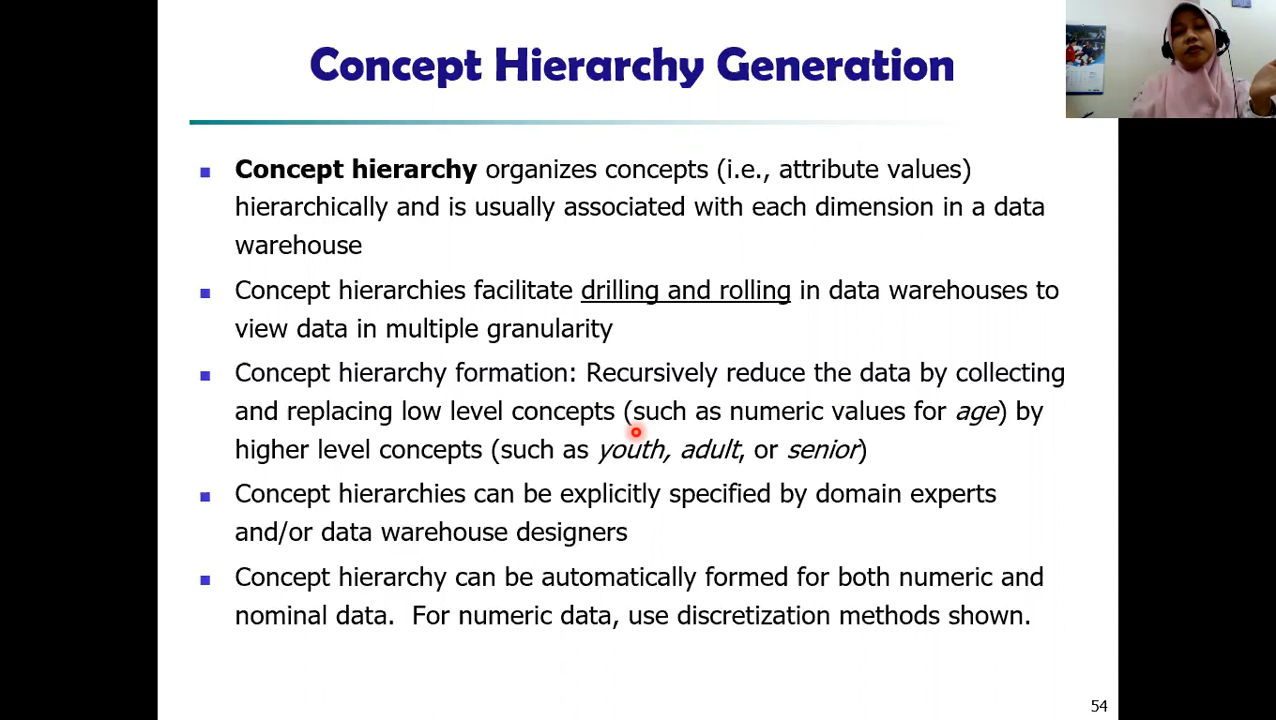 Concept Hierarchy Generation
Concept hierarchy organizes concepts (i.e., attribute values)
hierarchically and is usually associated with each dimension in a data
warehouse
Concept hierarchies facilitate drilling and rolling in data warehouses to
view data in multiple granularity
Concept hierarchy formation: Recursively reduce the data by collecting
and replacing low level concepts (such as numeric values for age) by
higher level concepts (such as youth, adult, or senior)
Concept hierarchies can be explicitly specified by domain experts
and/or data warehouse designers
Concept hierarchy can be automatically formed for both numeric and
nominal data.  For numeric data, use discretization methods shown.
54